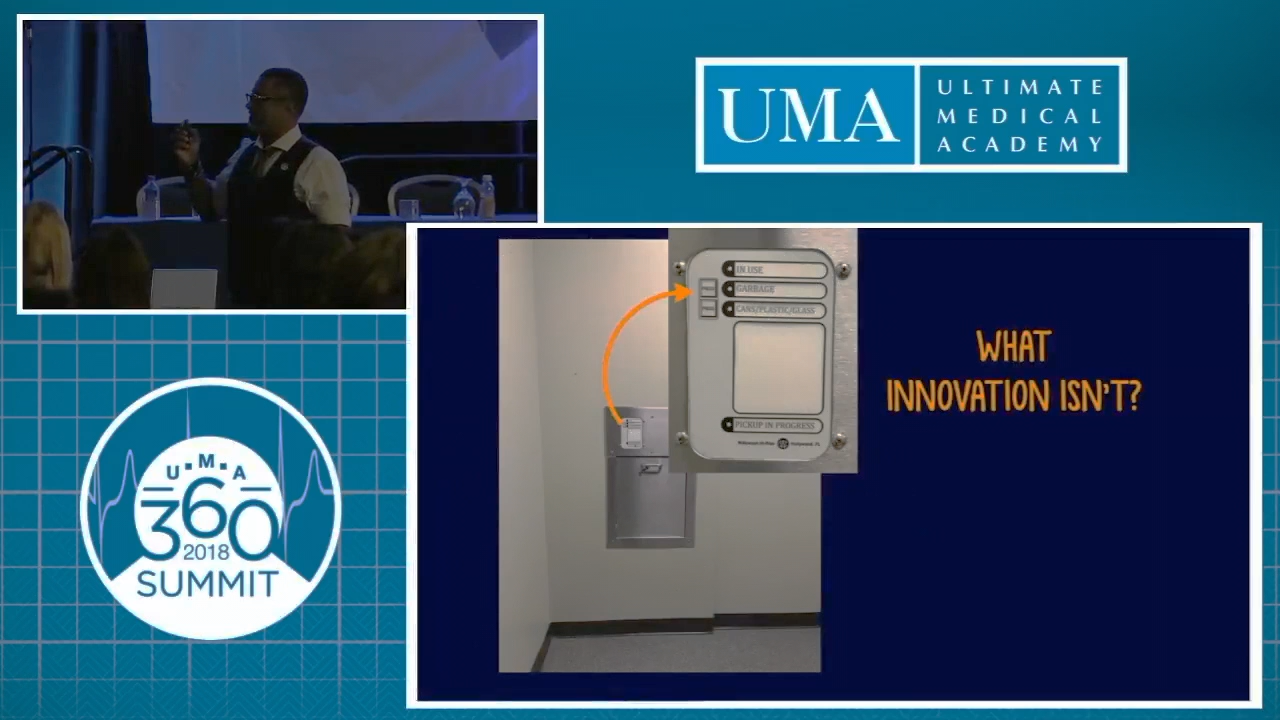 UMA
ULTIMATE
MEDICAL
ACADEMY
IN USE
GARBAGE
CANS/PLASTIC/GLASS
PICKUP IN PROGRESS
WHAT
INNOVATION ISN'T?
U·M·A
360
2018
SUMMIT